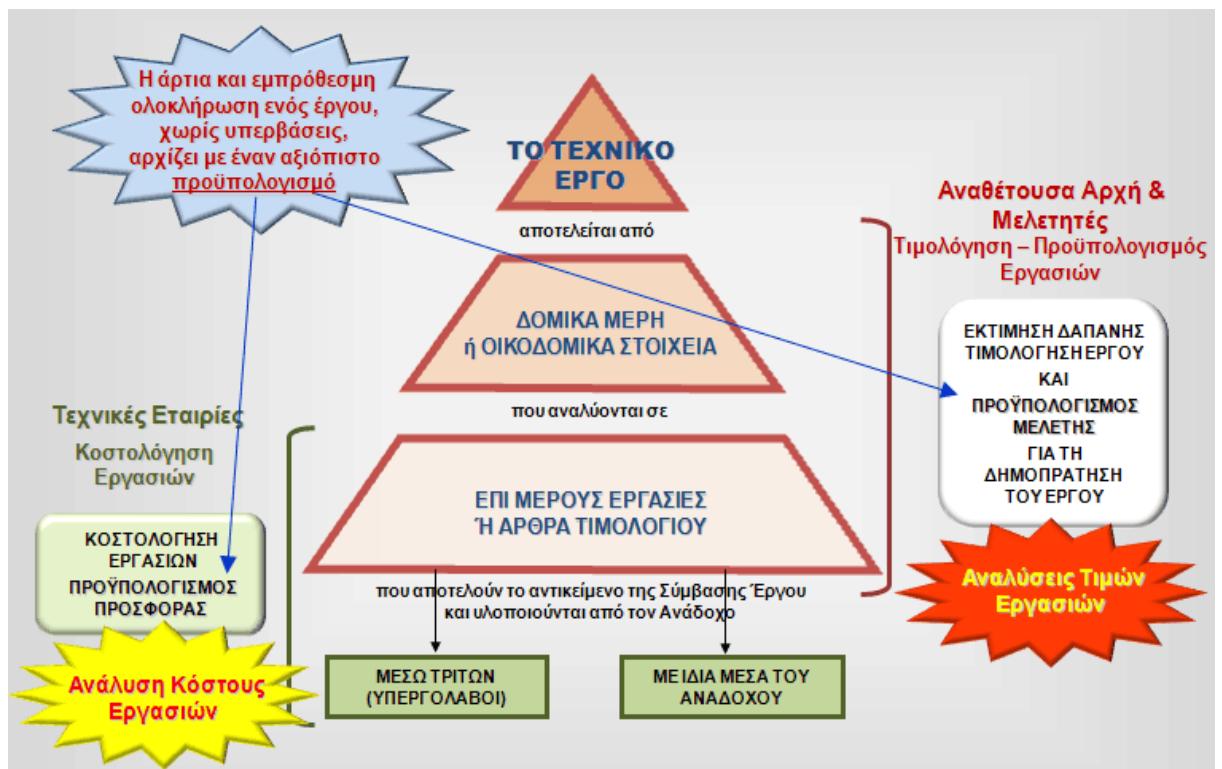 Η άρτια και εμπρόθεσμη
ολοκλήρωση ενός έργου,
χωρίς υπερβάσεις,
αρχίζει με έναν αξιόπιστο
προϋπολογισμό
ΤΟ ΤΕΧΝΙΚΟ
ΕΡΓΟ
αποτελείται από
ΔΟΜΙΚΑ ΜΕΡΗ
ή ΟΙΚΟΔΟΜΙΚΑ ΣΤΟΙΧΕΙΑ
που αναλύονται σε
ΕΠΙ ΜΕΡΟΥΣ ΕΡΓΑΣΙΕΣ
Ή ΑΡΘΡΑ ΤΙΜΟΛΟΓΙΟΥ
που αποτελούν το αντικείμενο της Σύμβασης Έργου
και υλοποιούνται από τον Ανάδοχο
ΜΕΣΩ ΤΡΙΤΩΝ
(ΥΠΕΡΓΟΛΑΒΟΙ)
ΜΕ ΙΔΙΑ ΜΕΣΑ ΤΟΥ
ΑΝΑΔΟΧΟΥ
Τεχνικές Εταιρίες
Κοστολόγηση
Εργασιών
ΚΟΣΤΟΛΟΓΗΣΗ
ΕΡΓΑΣΙΩΝ
ΠΡΟΫΠΟΛΟΓΙΣΜΟΣ
ΠΡΟΣΦΟΡΑΣ
Ανάλυση Κόστους
Εργασιών
Αναθέτουσα Αρχή &
Μελετητές
Τιμολόγηση – Προϋπολογισμός
Εργασιών
ΕΚΤΙΜΗΣΗ ΔΑΠΑΝΗΣ
ΤΙΜΟΛΟΓΗΣΗ ΕΡΓΟΥ
ΚΑΙ
ΠΡΟΫΠΟΛΟΓΙΣΜΟΣ
ΜΕΛΕΤΗΣ
ΓΙΑ ΤΗ
ΔΗΜΟΠΡΑΤΗΣΗ
ΤΟΥ ΕΡΓΟΥ
Αναλύσεις Τιμών
Εργασιών